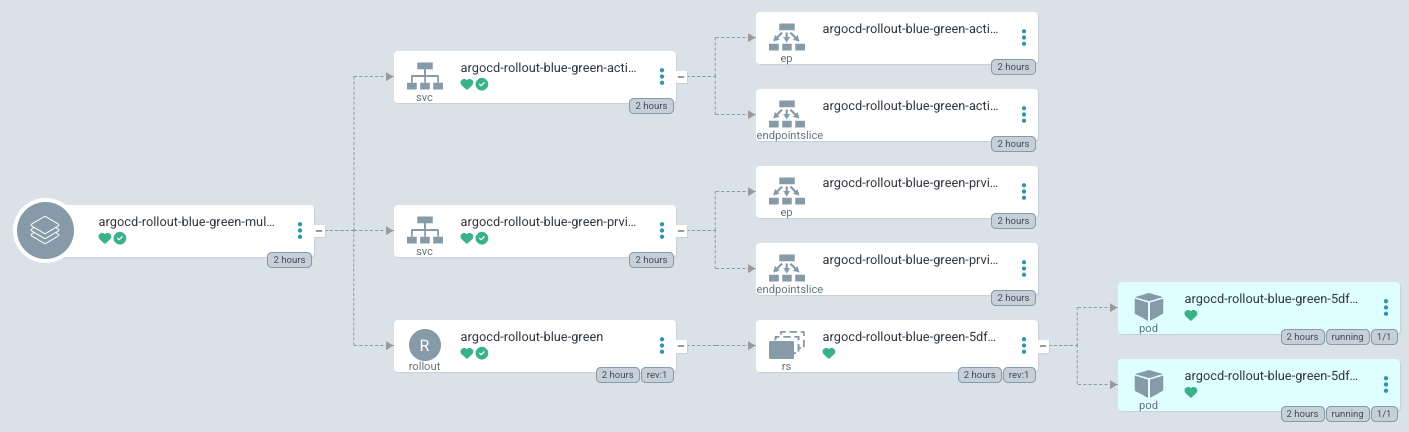 argocd-rollout-blue-green-mul...
2 hours
argocd-rollout-blue-green-acti...
svc
2 hours
argocd-rollout-blue-green-prvi...
svc
2 hours
argocd-rollout-blue-green
R
rollout
2 hours rev:1
argocd-rollout-blue-green-acti...
ep
2 hours
argocd-rollout-blue-green-acti...
endpointslice
2 hours
argocd-rollout-blue-green-prvi...
ep
2 hours
argocd-rollout-blue-green-prvi...
endpointslice
2 hours
argocd-rollout-blue-green-5df...
rs
2 hours rev:1
argocd-rollout-blue-green-5df...
pod
2 hours running 1/1
argocd-rollout-blue-green-5df...
pod
2 hours running 1/1